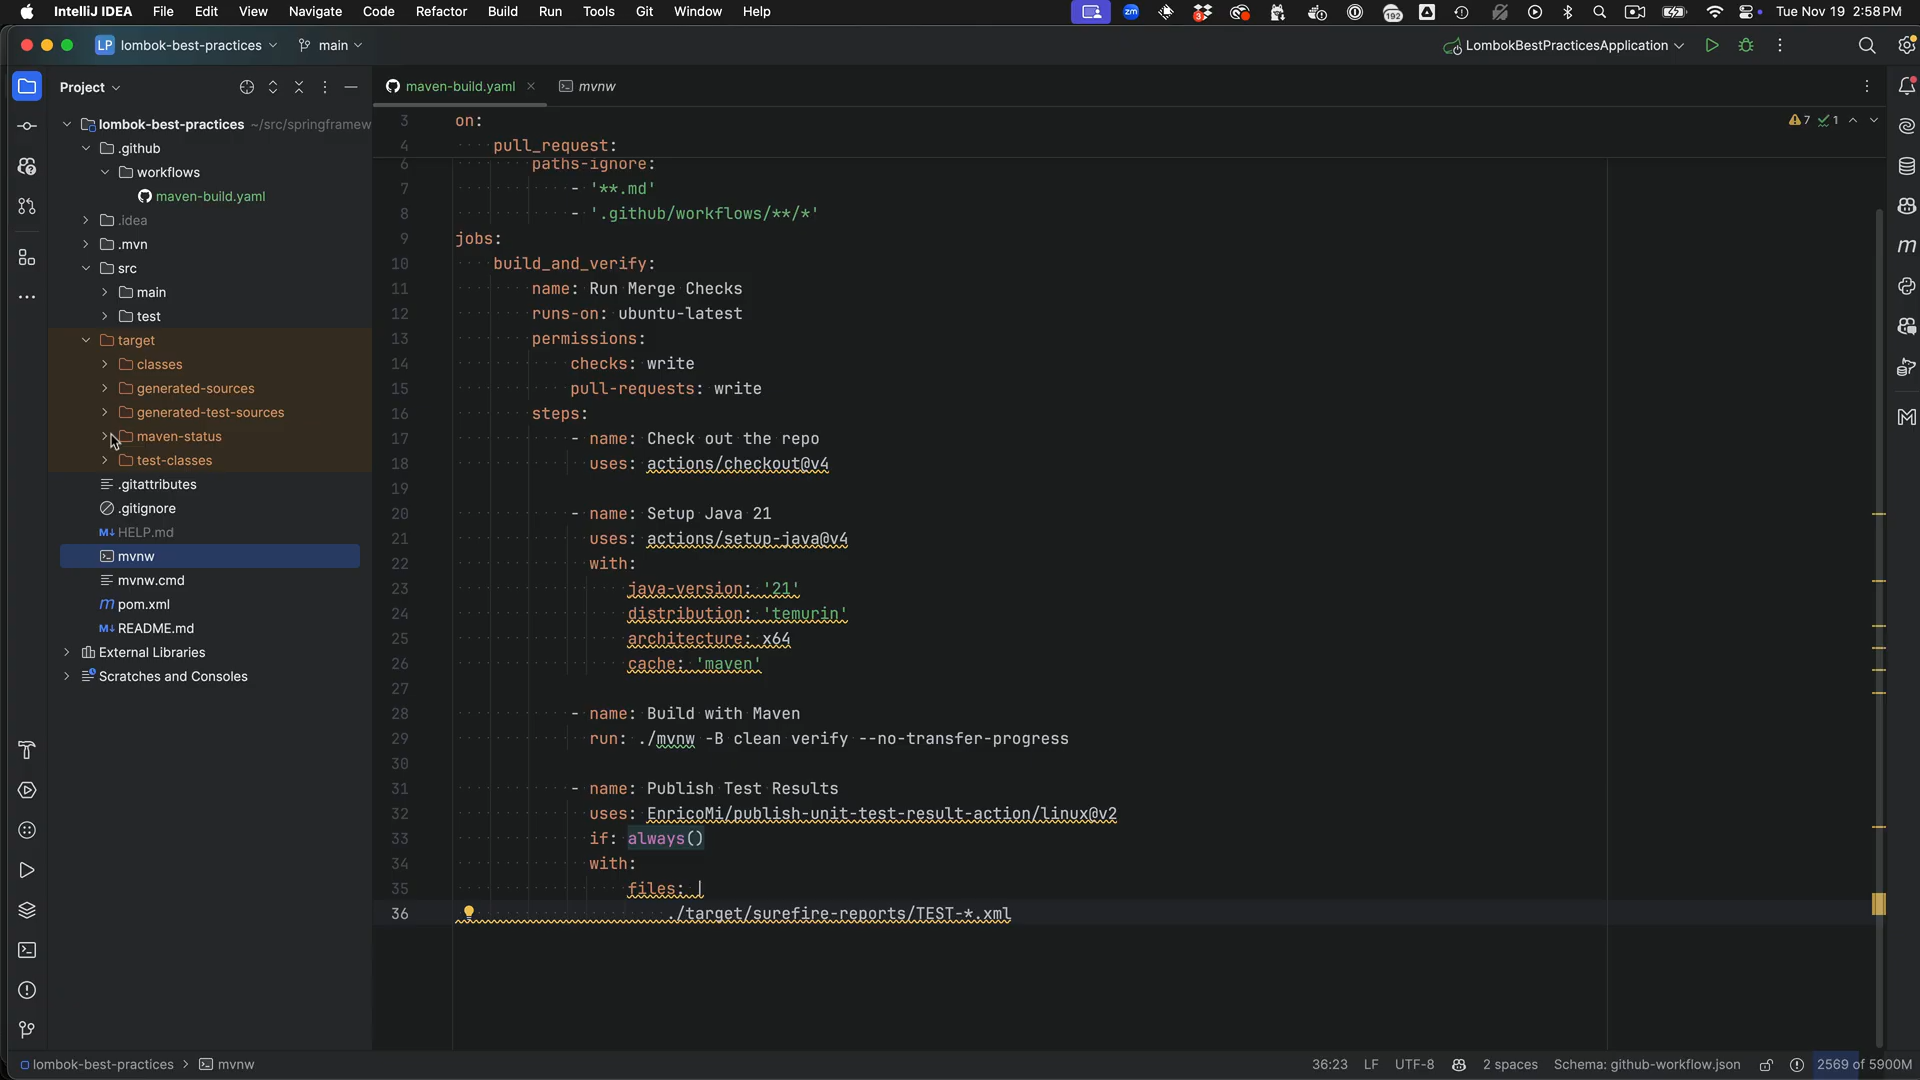 IntelliJ IDEA File Edit View Navigate Code Refactor Build Run Tools Git Window Help
zm 3 192 Tue Nov 19 2:58 PM
LP lombok-best-practices main LombokBestPracticesApplication
Project
maven-build.yaml
mvnw
lombok-best-practices ~/src/springframew
.github
workflows
maven-build.yaml
.idea
.mvn
src
main
test
target
classes
generated-sources
generated-test-sources
maven-status
test-classes
.gitattributes
.gitignore
M↓ HELP.md
mvnw
mvnw.cmd
m pom.xml
M↓ README.md
External Libraries
Scratches and Consoles
7 1
3 on:
4 pull_request:
6 paths-ignore:
7 - '**.md'
8 - '.github/workflows/**/*'
9 jobs:
10 build_and_verify:
11 name: Run Merge Checks
12 runs-on: ubuntu-latest
13 permissions:
14 checks: write
15 pull-requests: write
16 steps:
17 - name: Check out the repo
18 uses: actions/checkout@v4
19
20 - name: Setup Java 21
21 uses: actions/setup-java@v4
22 with:
23 java-version: '21'
24 distribution: 'temurin'
25 architecture: x64
26 cache: 'maven'
27
28 - name: Build with Maven
29 run: ./mvnw -B clean verify --no-transfer-progress
30
31 - name: Publish Test Results
32 uses: EnricoMi/publish-unit-test-result-action/linux@v2
33 if: always()
34 with:
35 files: |
36 ./target/surefire-reports/TEST-*.xml
m
lombok-best-practices > mvnw
36:23 LF UTF-8 2 spaces Schema: github-workflow.json 2569 of 5900M